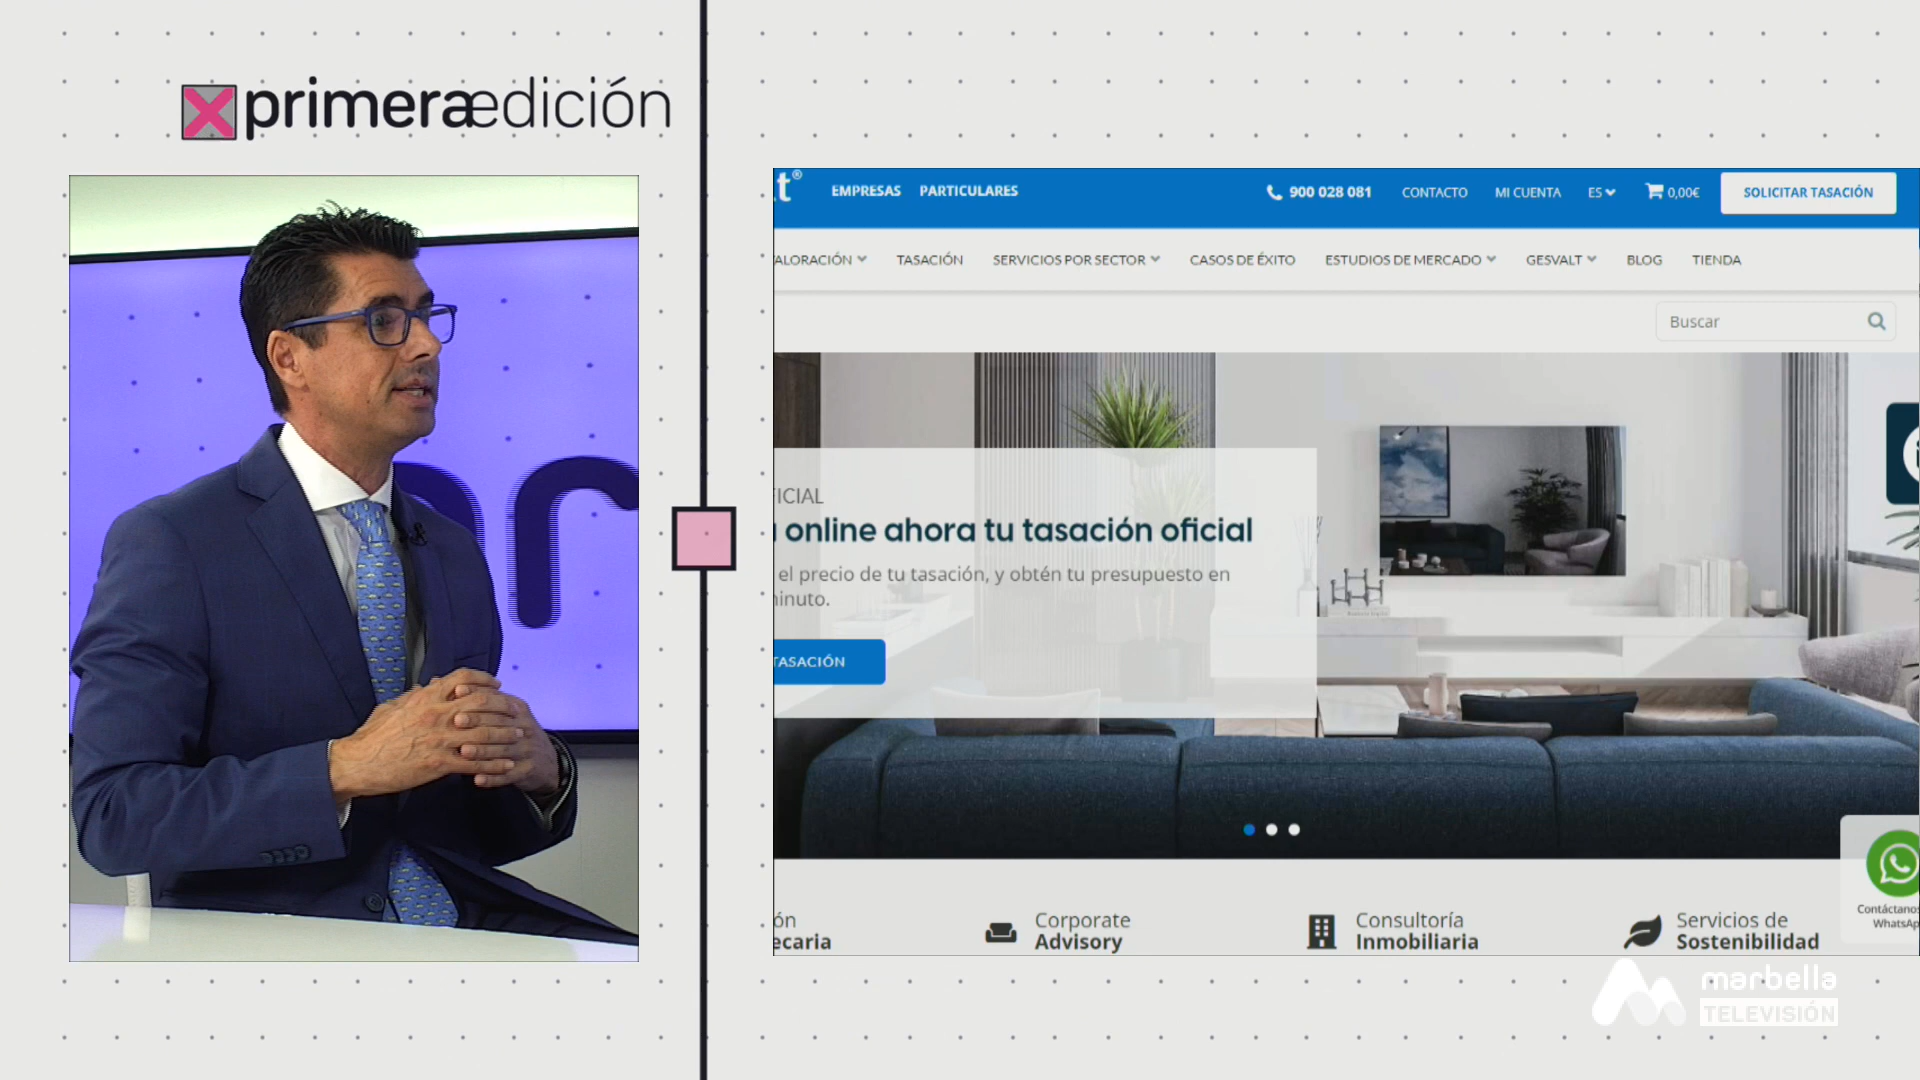 primeraedición
t®
EMPRESAS PARTICULARES
900 028 081
CONTACTO
MI CUENTA
ES
0,00€
SOLICITAR TASACIÓN
ALORACIÓN
TASACIÓN
SERVICIOS POR SECTOR
CASOS DE ÉXITO
ESTUDIOS DE MERCADO
GESVALT
BLOG
TIENDA
Buscar
ICIAL
online ahora tu tasación oficial
el precio de tu tasación, y obtén tu presupuesto en
inuto.
TASACIÓN
ón
ecaria
Corporate
Advisory
Consultoría
Inmobiliaria
Servicios de
Sostenibilidad
Contáctanos
WhatsAp
marbella
TELEVISIÓN